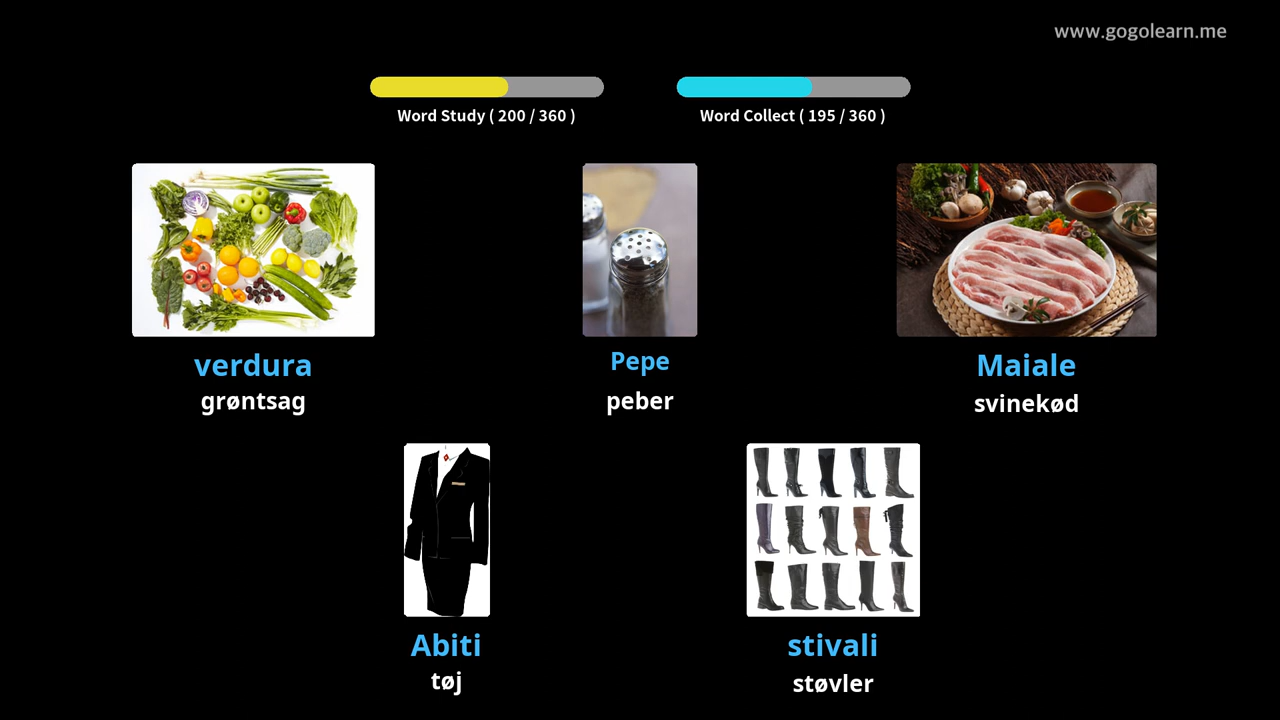 www.gogolearn.me
Word Study ( 200 / 360 )
Word Collect ( 195 / 360 )
verdura
grøntsag
Pepe
peber
Maiale
svinekød
Abiti
tøj
stivali
støvler